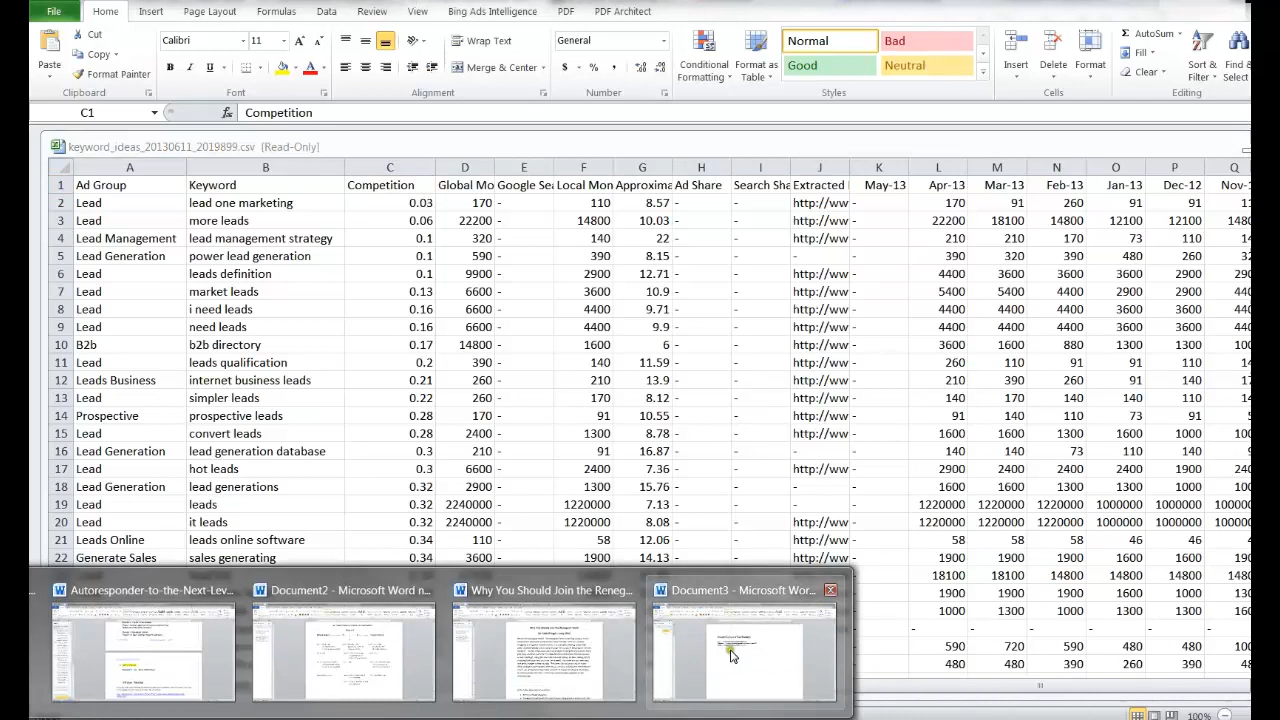 File Home Insert Page Layout Formulas Data Review View Bing Ads Intelligence PDF PDF Architect
Cut
Copy
Format Painter
Paste
Calibri 11
B I U
Wrap Text
Merge & Center
General
$ % ,
Conditional Formatting
Format as Table
Normal Bad
Good Neutral
Insert Delete Format
AutoSum
Fill
Clear
Sort & Filter
Find & Select
Clipboard Font Alignment Number Styles Cells Editing
C1 fx Competition
keyword_ideas_20130611_2019899.csv [Read-Only]
A B C D E F G H I J K L M N O P Q
1 Ad Group Keyword Competition Global Mo Google Sea Local Mon Approxima Ad Share Search Sha Extracted May-13 Apr-13 Mar-13 Feb-13 Jan-13 Dec-12 Nov-
2 Lead lead one marketing 0.03 170 - 110 8.57 - - http://ww - 170 91 260 91 91
3 Lead more leads 0.06 22200 - 14800 10.03 - - http://ww - 22200 18100 14800 12100 12100
4 Lead Management lead management strategy 0.1 320 - 140 22 - - http://ww - 210 210 170 73 110
5 Lead Generation power lead generation 0.1 590 - 390 8.15 - - - - 390 320 390 480 260
6 Lead leads definition 0.1 9900 - 2900 12.71 - - http://ww - 4400 3600 3600 3600 2900
7 Lead market leads 0.13 6600 - 3600 10.9 - - http://ww - 5400 5400 4400 2900 2900
8 Lead i need leads 0.16 6600 - 4400 9.71 - - http://ww - 4400 4400 4400 3600 3600
9 Lead need leads 0.16 6600 - 4400 9.9 - - http://ww - 4400 4400 4400 3600 3600
10 B2b b2b directory 0.17 14800 - 1600 6 - - http://ww - 3600 1600 880 1300 1300
11 Lead leads qualification 0.2 390 - 140 11.59 - - http://ww - 260 110 91 91 110
12 Leads Business internet business leads 0.21 260 - 210 13.9 - - http://ww - 210 390 260 91 140
13 Lead simpler leads 0.22 260 - 170 8.12 - - http://ww - 140 170 140 140 110
14 Prospective prospective leads 0.28 170 - 91 10.55 - - http://ww - 91 140 110 73 91
15 Lead convert leads 0.28 2400 - 1300 8.78 - - http://ww - 1600 1600 1300 1600 1000
16 Lead Generation lead generation database 0.3 210 - 91 16.87 - - - - 140 140 73 110 140
17 Lead hot leads 0.3 6600 - 2400 7.36 - - http://ww - 2900 2400 2400 2400 1900
18 Lead Generation lead generations 0.32 2900 - 1300 15.76 - - - - 1600 1600 1300 1300 1000
19 Lead leads 0.32 2240000 - 1220000 7.13 - - - - 1220000 1220000 1220000 1000000 1000000
20 Lead it leads 0.32 2240000 - 1220000 8.08 - - http://ww - 1220000 1220000 1220000 1000000 1000000
21 Leads Online leads online software 0.34 110 - 58 12.06 - - http://ww - 58 58 58 46 46
22 Generate Sales sales generating 0.34 3600 - 1900 14.13 - - http://ww - 1900 1900 1900 1600 1600
18100 18100 14800 14800
Autoresponder-to-the-Next-Lev... Document2 - Microsoft Word n... Why You Should Join the Reneg... Document3 - Microsoft Wor...
- 590 720 590 480 480
- 480 480 390 260 390
100%